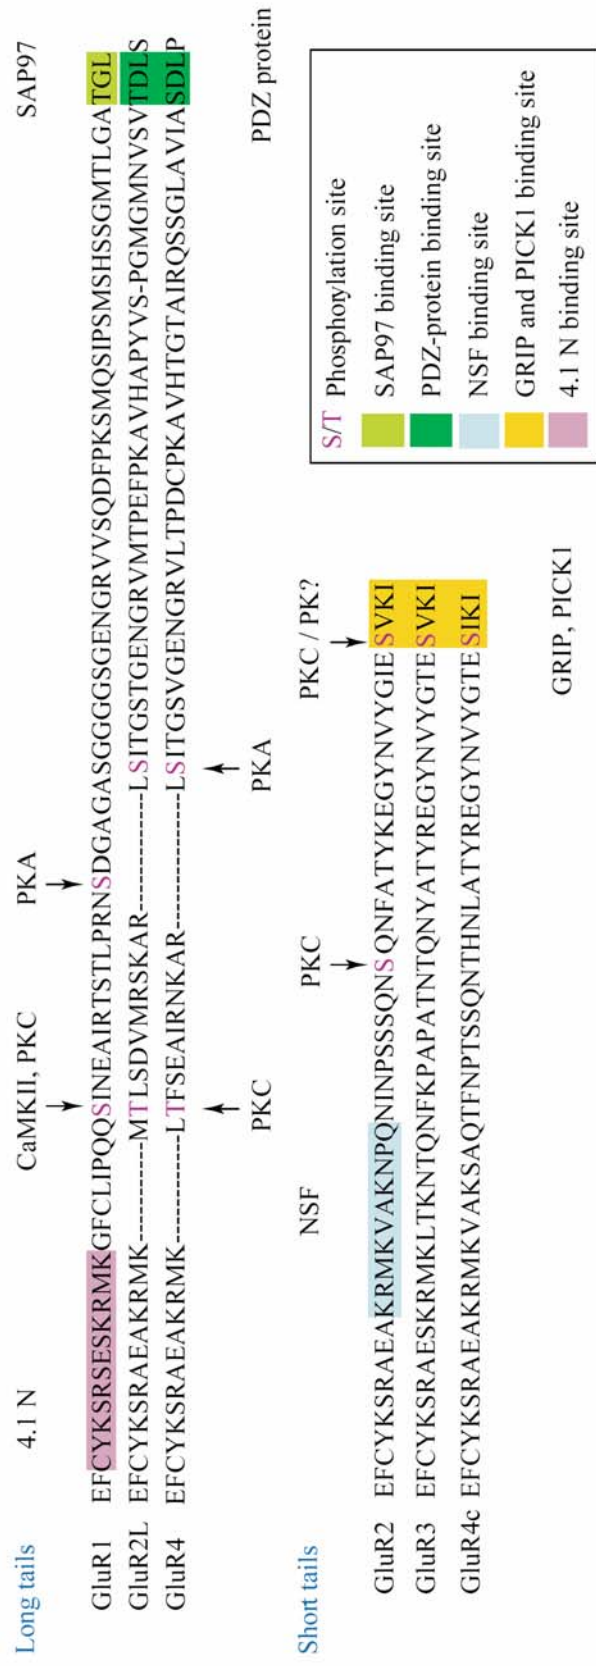 Long tails
4.1 N CaMKII, PKC PKA SAP97
GluR1 EFCYKSRSESKRMKGFCLIPQQSINEAIRTSTLPRNSDGAGASGGGGSGENGRVVSQDFPKSMQSIPSMSHSSGMTLGATGL
GluR2L EFCYKSRAEAKRMK-----------MTLSDVMRSKAR----------------LSITGSTGENGRVMTPEFPKAVHAPYVS-PGMGMNVSVTDLS
GluR4 EFCYKSRAEAKRMK-----------LTFSEAIRNKAR----------------LSITGSVGENGRVLTPDCPKAVHTGTAIRQSSGLAVIASDLP
PKC PKA PDZ protein
Short tails
NSF PKC PKC / PK?
GluR2 EFCYKSRAEAKRMKVAKNPQNINPSSSQNSQNFATYKEGYNVYGIESVKI
GluR3 EFCYKSRAESKRMKLTKNTQNFKPAPATNTQNYATYREGYNVYGTESVKI
GluR4c EFCYKSRAEAKRMKVAKSAQTFNPTSSQNTHNLATYREGYNVYGTESIKI
GRIP, PICK1
S/T Phosphorylation site
SAP97 binding site
PDZ-protein binding site
NSF binding site
GRIP and PICK1 binding site
4.1 N binding site